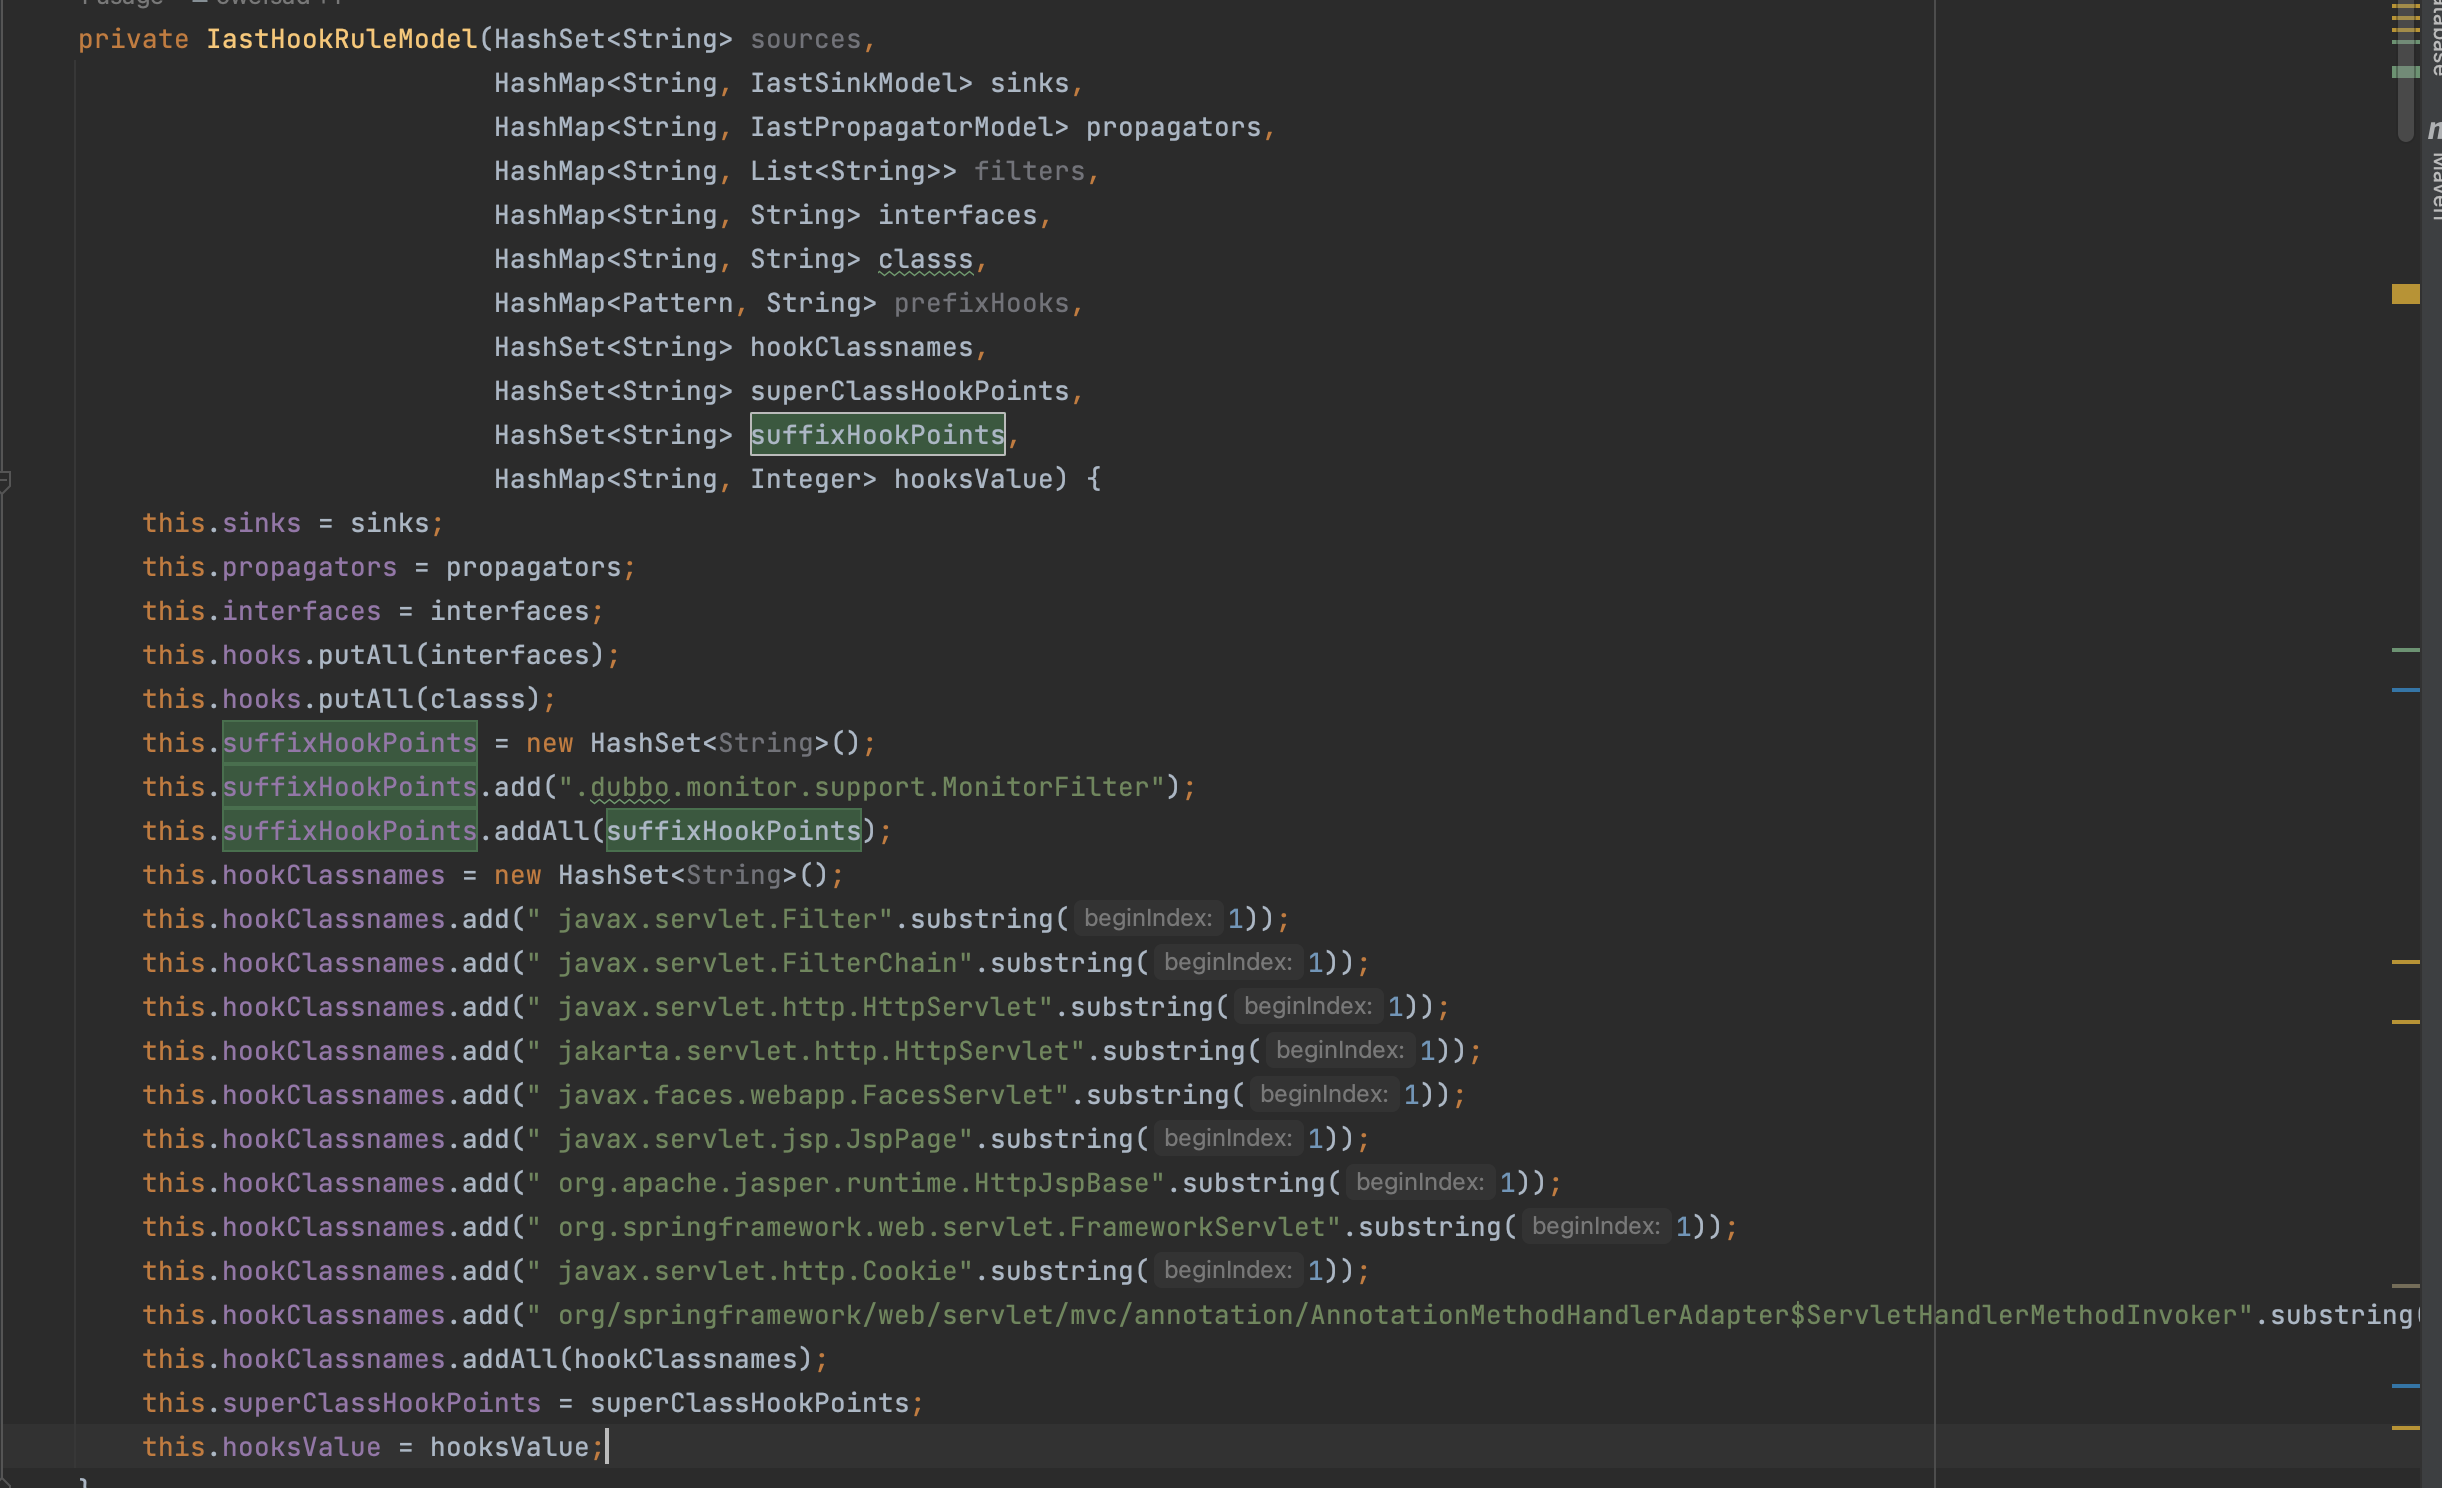 private IastHookRuleModel(HashSet<String> sources,
HashMap<String, IastSinkModel> sinks,
HashMap<String, IastPropagatorModel> propagators,
HashMap<String, List<String>> filters,
HashMap<String, String> interfaces,
HashMap<String, String> classs,
HashMap<Pattern, String> prefixHooks,
HashSet<String> hookClassnames,
HashSet<String> superClassHookPoints,
HashSet<String> suffixHookPoints,
HashMap<String, Integer> hooksValue) {
this.sinks = sinks;
this.propagators = propagators;
this.interfaces = interfaces;
this.hooks.putAll(interfaces);
this.hooks.putAll(classs);
this.suffixHookPoints = new HashSet<String>();
this.suffixHookPoints.add(".dubbo.monitor.support.MonitorFilter");
this.suffixHookPoints.addAll(suffixHookPoints);
this.hookClassnames = new HashSet<String>();
this.hookClassnames.add(" javax.servlet.Filter".substring( beginIndex: 1));
this.hookClassnames.add(" javax.servlet.FilterChain".substring( beginIndex: 1));
this.hookClassnames.add(" javax.servlet.http.HttpServlet".substring( beginIndex: 1));
this.hookClassnames.add(" jakarta.servlet.http.HttpServlet".substring( beginIndex: 1));
this.hookClassnames.add(" javax.faces.webapp.FacesServlet".substring( beginIndex: 1));
this.hookClassnames.add(" javax.servlet.jsp.JspPage".substring( beginIndex: 1));
this.hookClassnames.add(" org.apache.jasper.runtime.HttpJspBase".substring( beginIndex: 1));
this.hookClassnames.add(" org.springframework.web.servlet.FrameworkServlet".substring( beginIndex: 1));
this.hookClassnames.add(" javax.servlet.http.Cookie".substring( beginIndex: 1));
this.hookClassnames.add(" org/springframework/web/servlet/mvc/annotation/AnnotationMethodHandlerAdapter$ServletHandlerMethodInvoker".substring(
this.hookClassnames.addAll(hookClassnames);
this.superClassHookPoints = superClassHookPoints;
this.hooksValue = hooksValue;
}
Maven